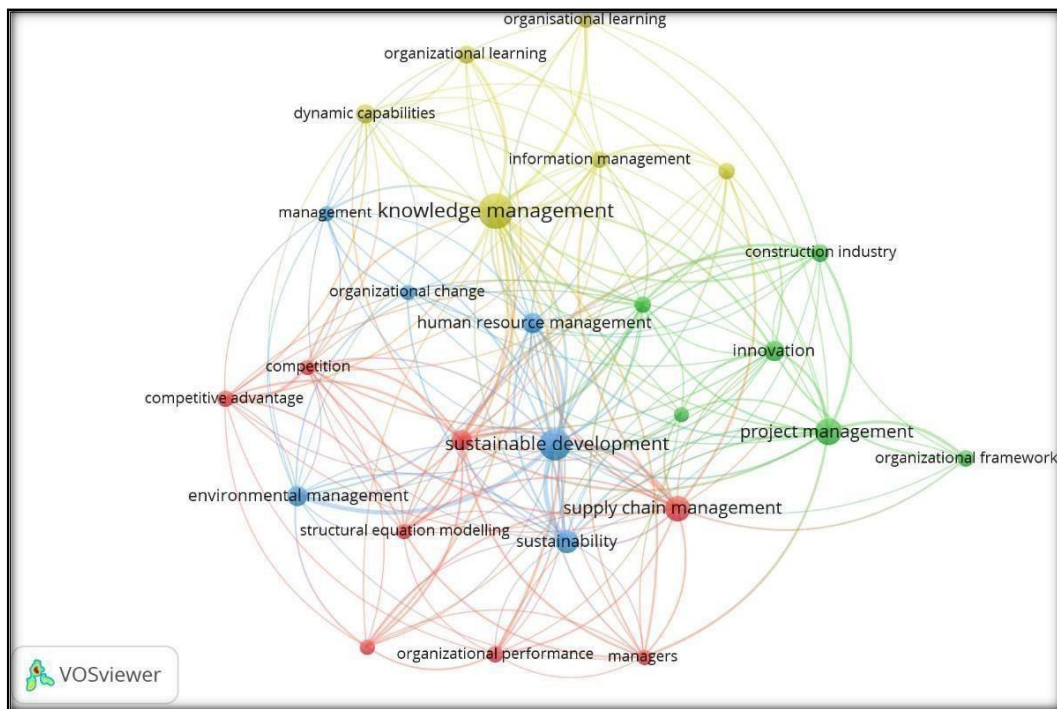 organisational learning
organizational learning
dynamic capabilities
information management
management
knowledge management
construction industry
organizational change
human resource management
innovation
competition
competitive advantage
sustainable development
project management
organizational framework
environmental management
supply chain management
structural equation modelling
sustainability
organizational performance
managers
VOSviewer